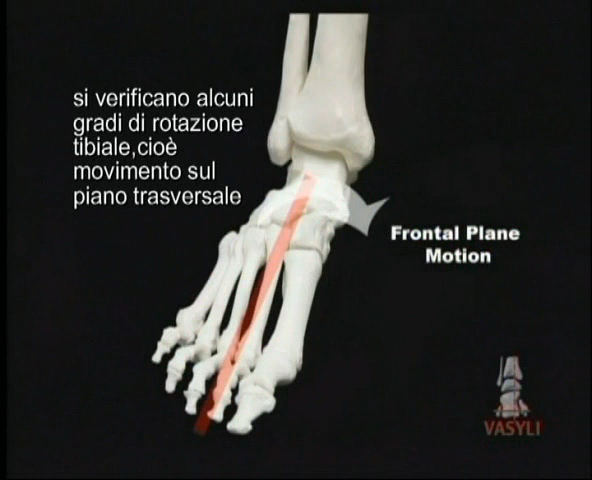 si verificano alcuni
gradi di rotazione
tibiale,cioè
movimento sul
piano trasversale
Frontal Plane
Motion
VASYLI